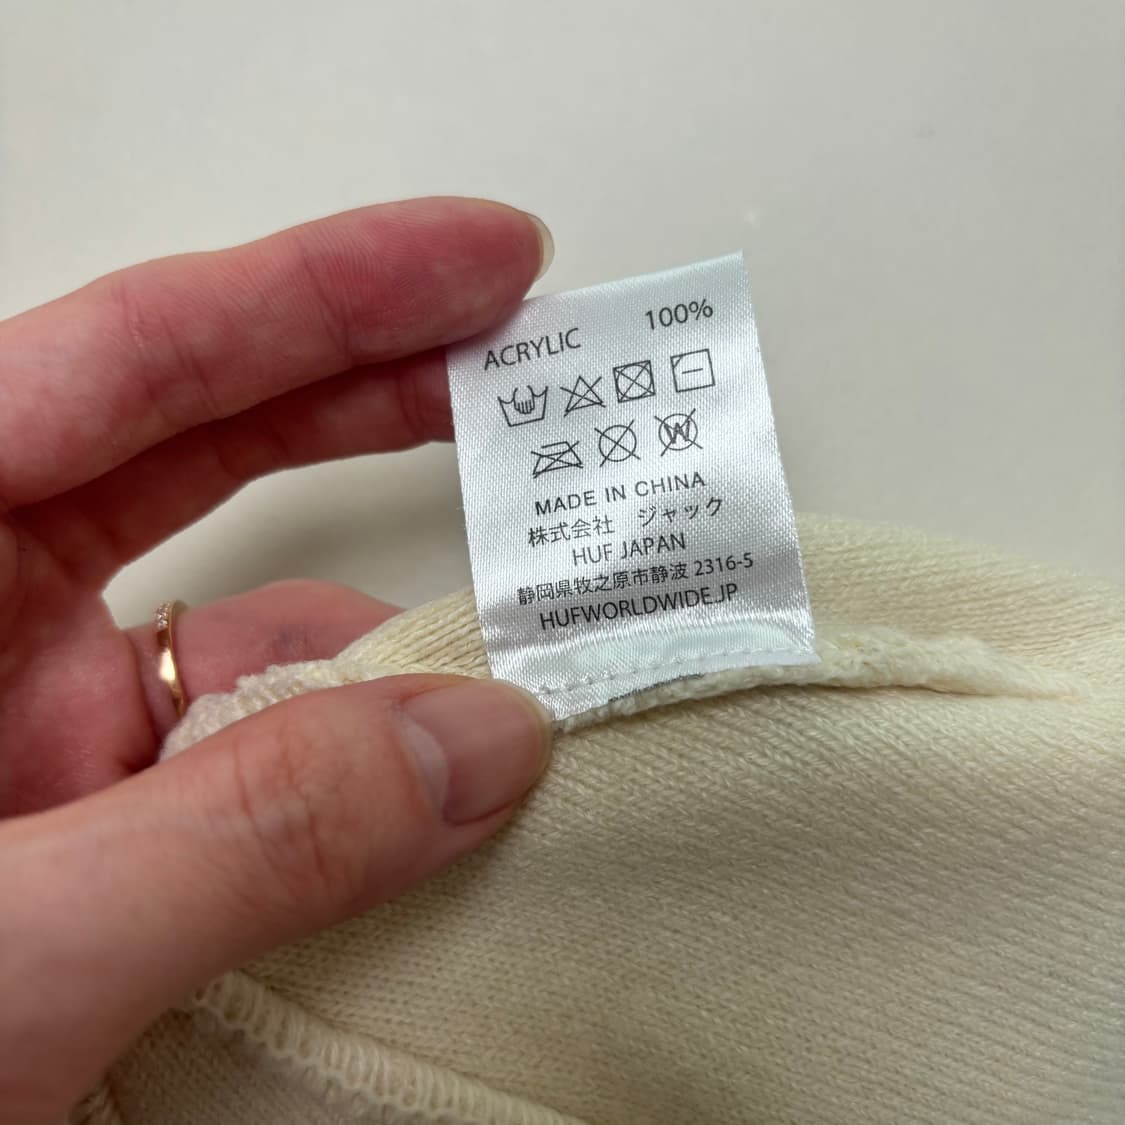 ACRYLIC 100%
W
MADE IN CHINA
株式会社 ジャック
HUF JAPAN
静岡県牧之原市静波 2316-5
HUFWORLDWIDE.JP